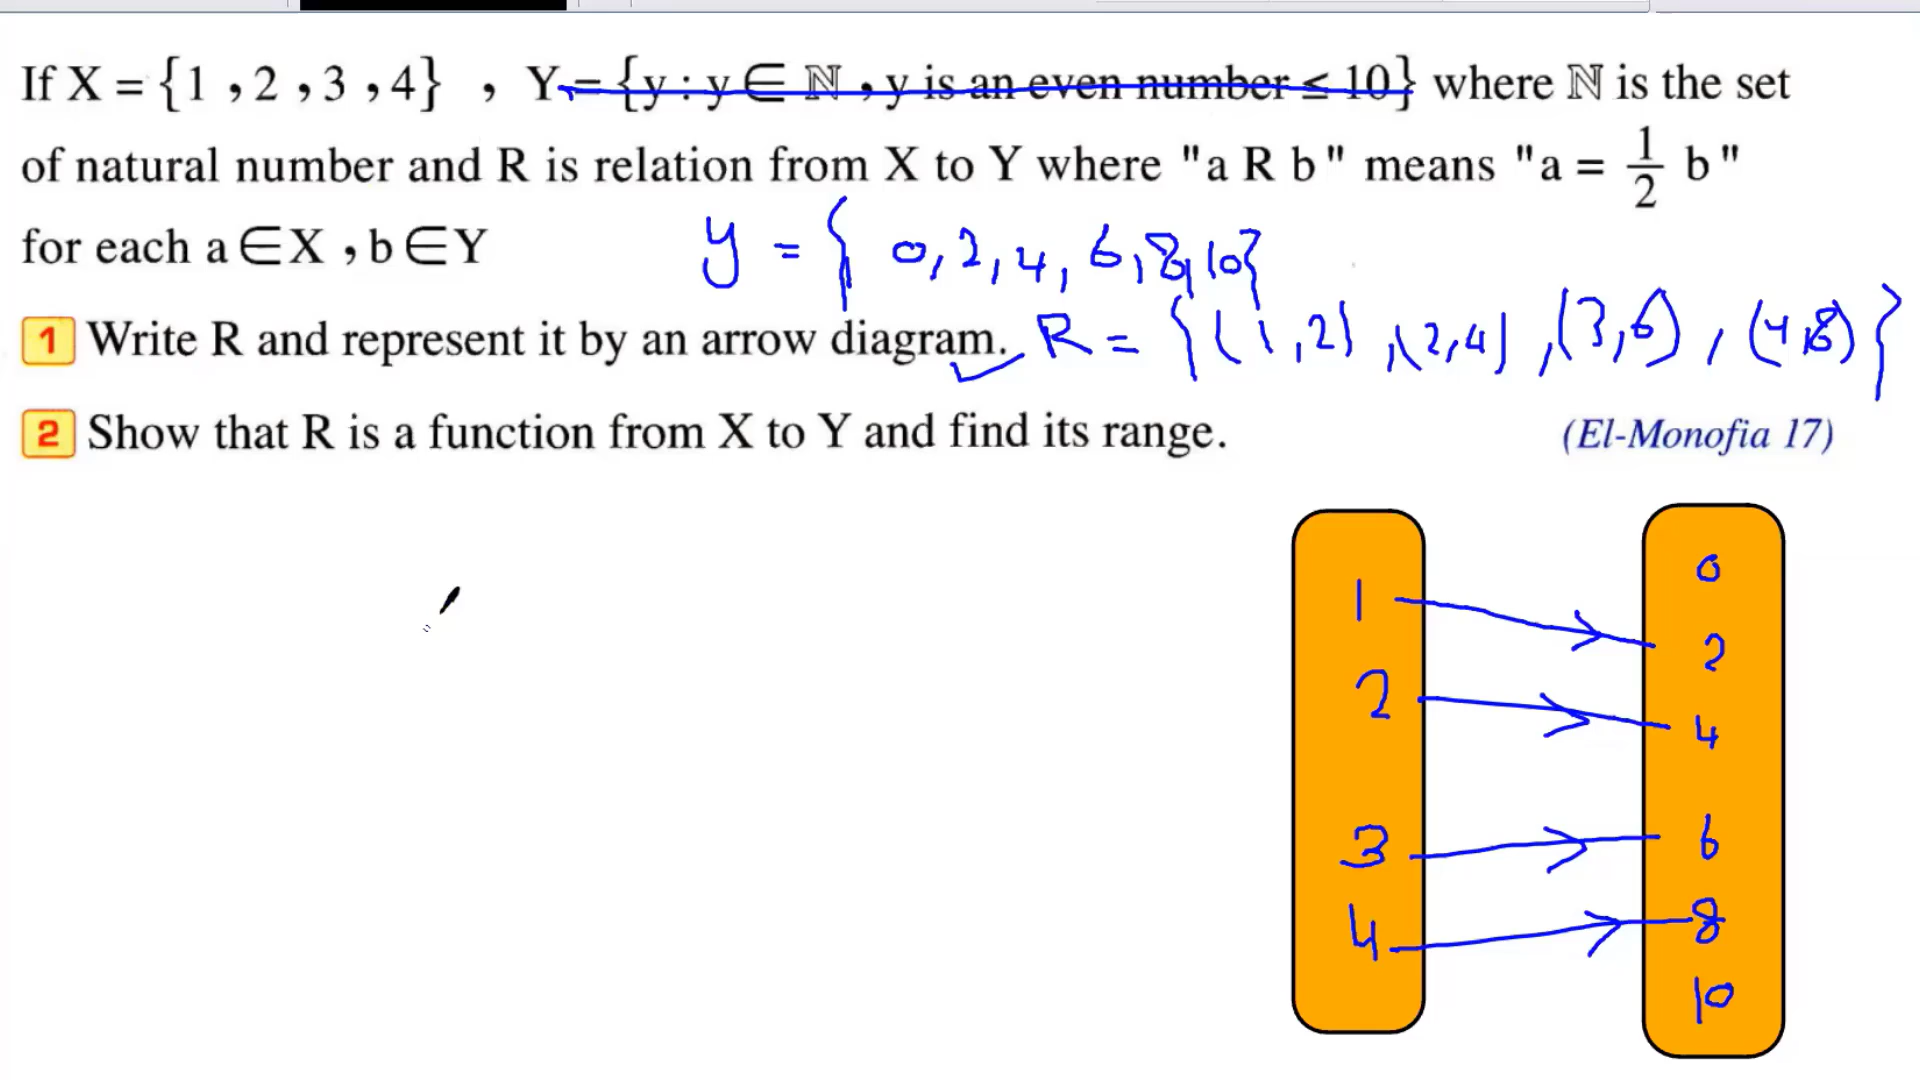 If X = {1 , 2 , 3 , 4} , Y = {y : y ∈ ℕ , y is an even number ≤ 10} where ℕ is the set
of natural number and R is relation from X to Y where "a R b" means "a = 1/2 b"
for each a ∈ X , b ∈ Y
y = { 0, 2, 4, 6, 8, 10}
1 Write R and represent it by an arrow diagram.
R = {(1, 2), (2, 4), (3, 6), (4, 8)}
2 Show that R is a function from X to Y and find its range. (El-Monofia 17)
1 0
2 2
3 4
4 6
8
10